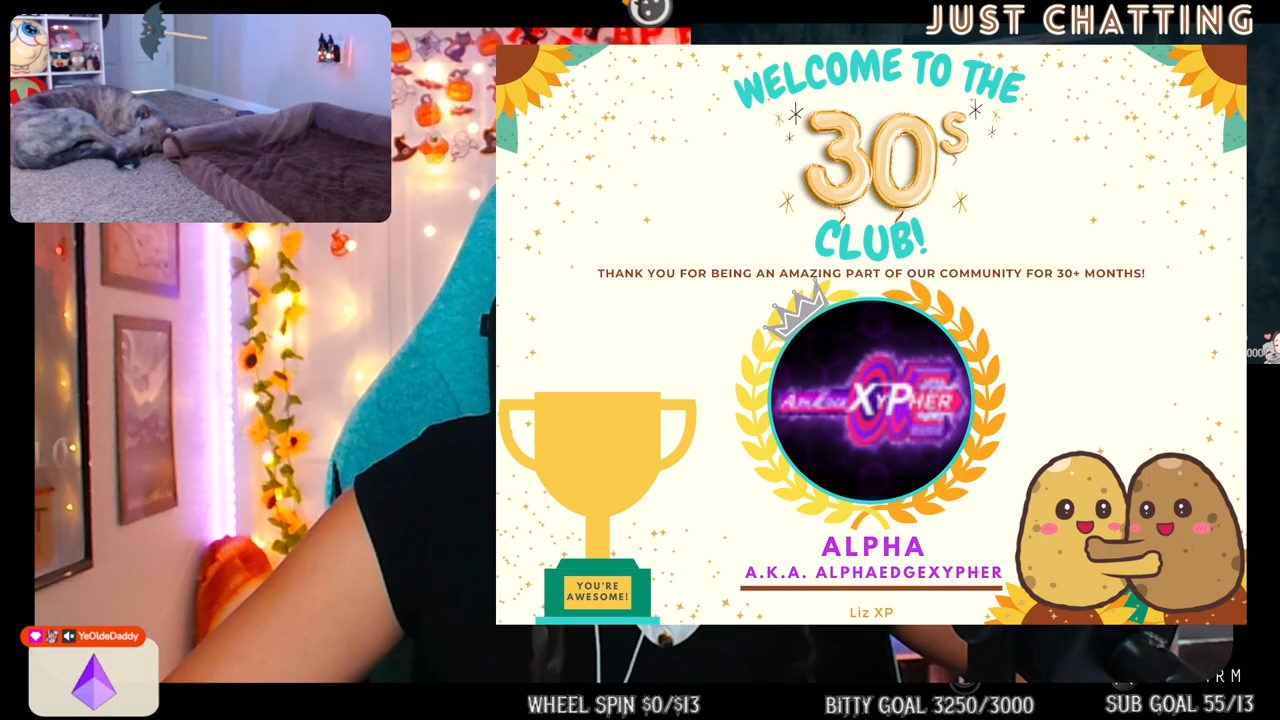 JUST CHATTING
WELCOME TO THE
30s
CLUB!
THANK YOU FOR BEING AN AMAZING PART OF OUR COMMUNITY FOR 30+ MONTHS!
XyPHER
YOU'RE
AWESOME!
ALPHA
A.K.A. ALPHAEDGEXYPHER
Liz XP
YeOldeDaddy
WHEEL SPIN $0/$13
BITTY GOAL 3250/3000
SUB GOAL 55/13